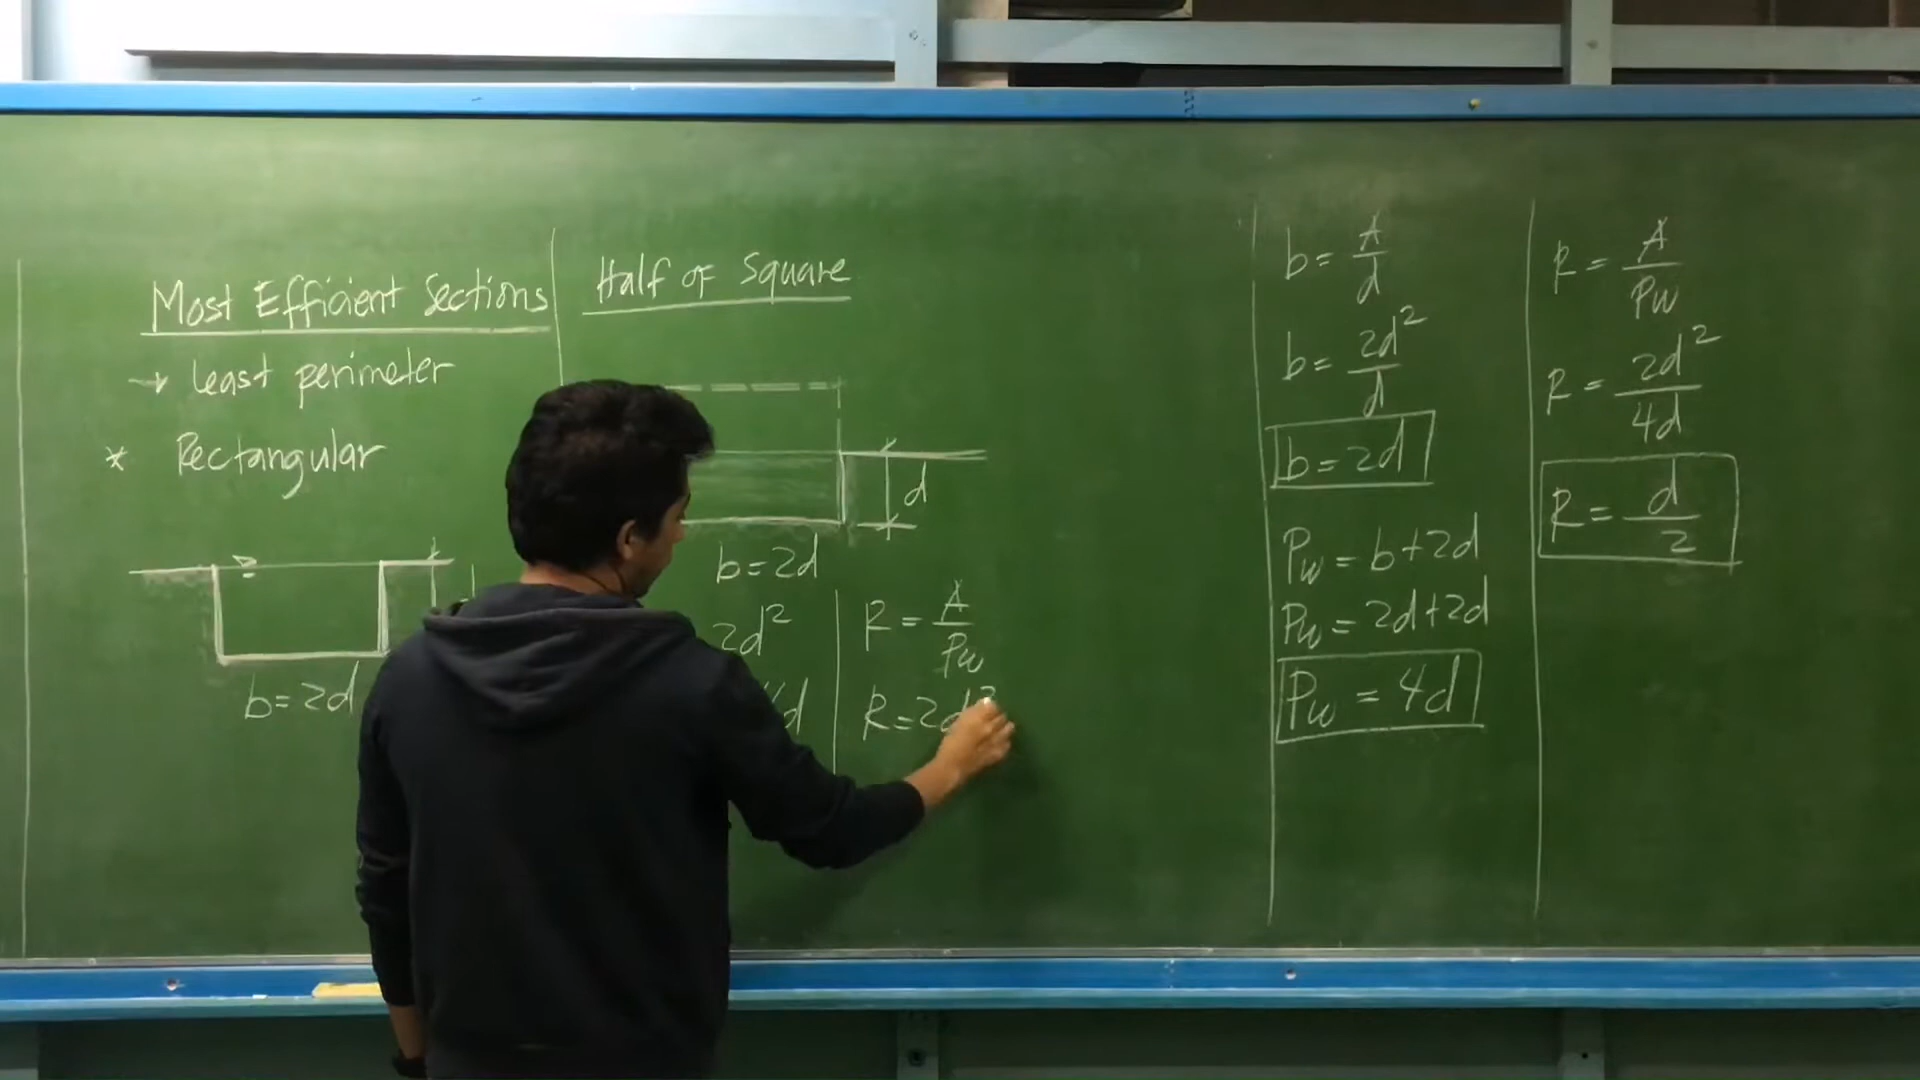 Most Efficient Sections
→ least perimeter
* Rectangular
b=2d
Half of Square
d
b=2d
2d²
4d
R = A/Pw
R=2d²
b = A/d
b = 2d²/d
b=2d
Pw = b+2d
Pw = 2d+2d
Pw = 4d
R = A/Pw
R = 2d²/4d
R = d/2